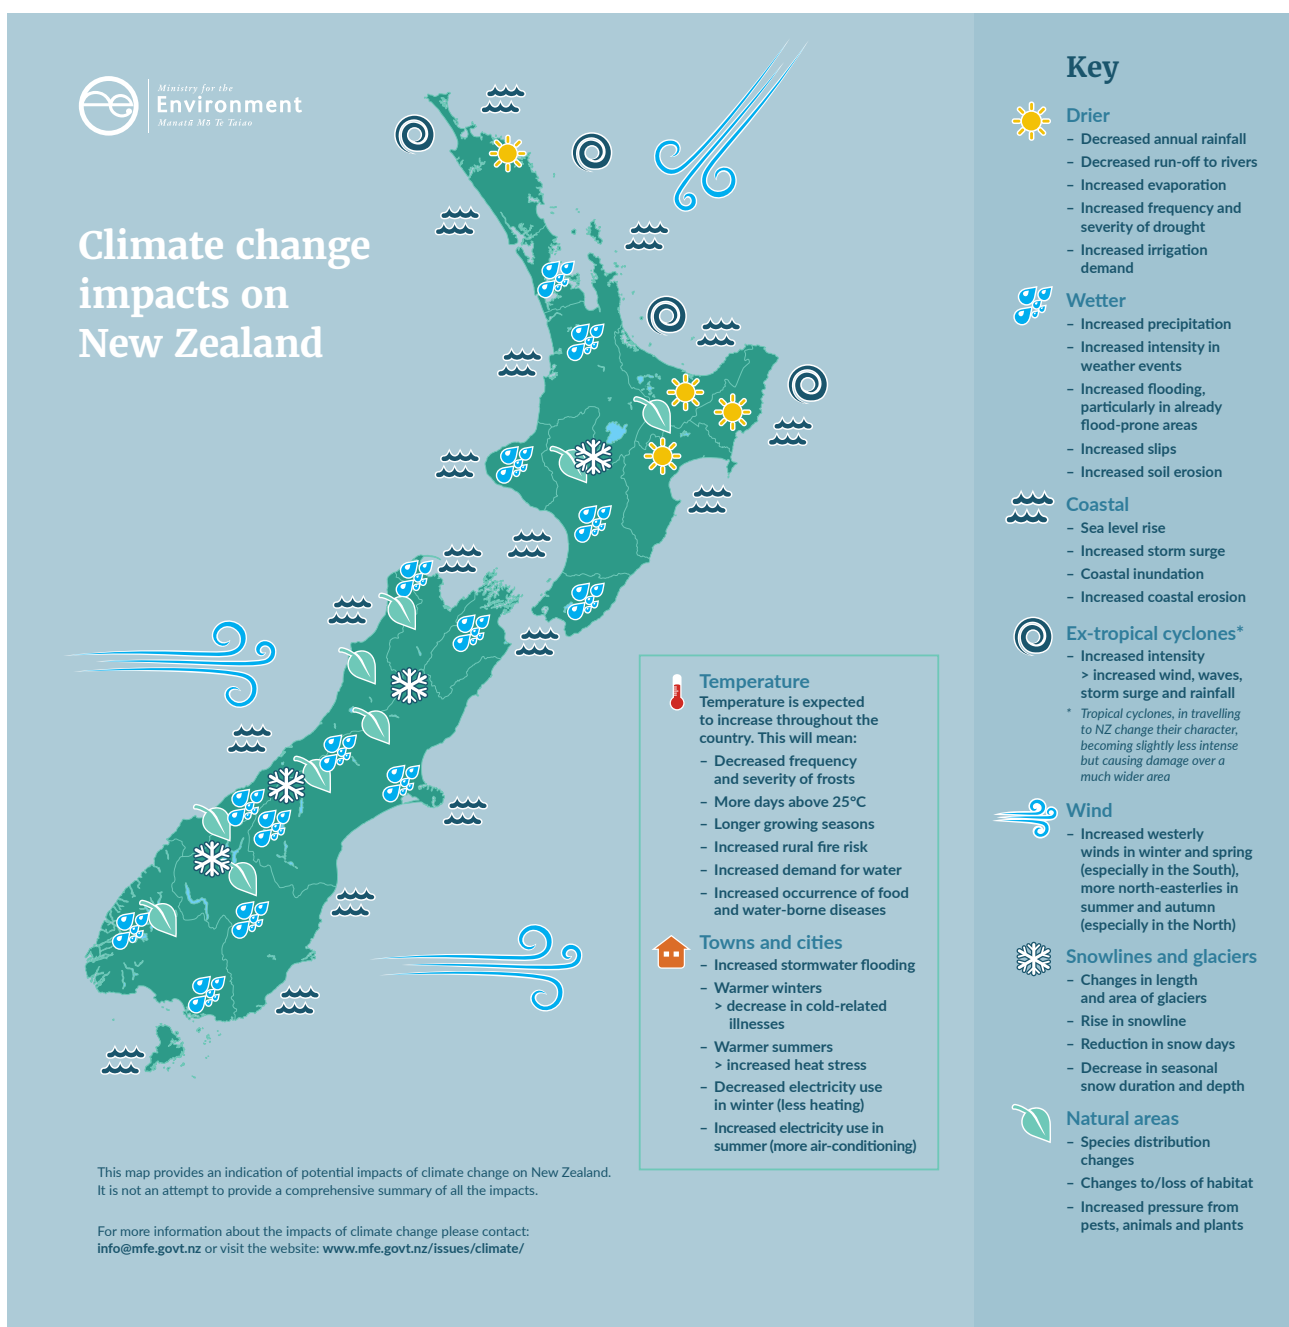 Ministry for the
Environment
Manatū Mō Te Taiao
Climate change
impacts on
New Zealand
Temperature
Temperature is expected
to increase throughout the
country. This will mean:
– Decreased frequency
and severity of frosts
– More days above 25°C
– Longer growing seasons
– Increased rural fire risk
– Increased demand for water
– Increased occurrence of food
and water-borne diseases
Towns and cities
– Increased stormwater flooding
– Warmer winters
> decrease in cold-related
illnesses
– Warmer summers
> increased heat stress
– Decreased electricity use
in winter (less heating)
– Increased electricity use in
summer (more air-conditioning)
This map provides an indication of potential impacts of climate change on New Zealand.
It is not an attempt to provide a comprehensive summary of all the impacts.
For more information about the impacts of climate change please contact:
info@mfe.govt.nz or visit the website: www.mfe.govt.nz/issues/climate/
Key
Drier
– Decreased annual rainfall
– Decreased run-off to rivers
– Increased evaporation
– Increased frequency and
severity of drought
– Increased irrigation
demand
Wetter
– Increased precipitation
– Increased intensity in
weather events
– Increased flooding,
particularly in already
flood-prone areas
– Increased slips
– Increased soil erosion
Coastal
– Sea level rise
– Increased storm surge
– Coastal inundation
– Increased coastal erosion
Ex-tropical cyclones*
– Increased intensity
> increased wind, waves,
storm surge and rainfall
* Tropical cyclones, in travelling
to NZ change their character,
becoming slightly less intense
but causing damage over a
much wider area
Wind
– Increased westerly
winds in winter and spring
(especially in the South),
more north-easterlies in
summer and autumn
(especially in the North)
Snowlines and glaciers
– Changes in length
and area of glaciers
– Rise in snowline
– Reduction in snow days
– Decrease in seasonal
snow duration and depth
Natural areas
– Species distribution
changes
– Changes to/loss of habitat
– Increased pressure from
pests, animals and plants